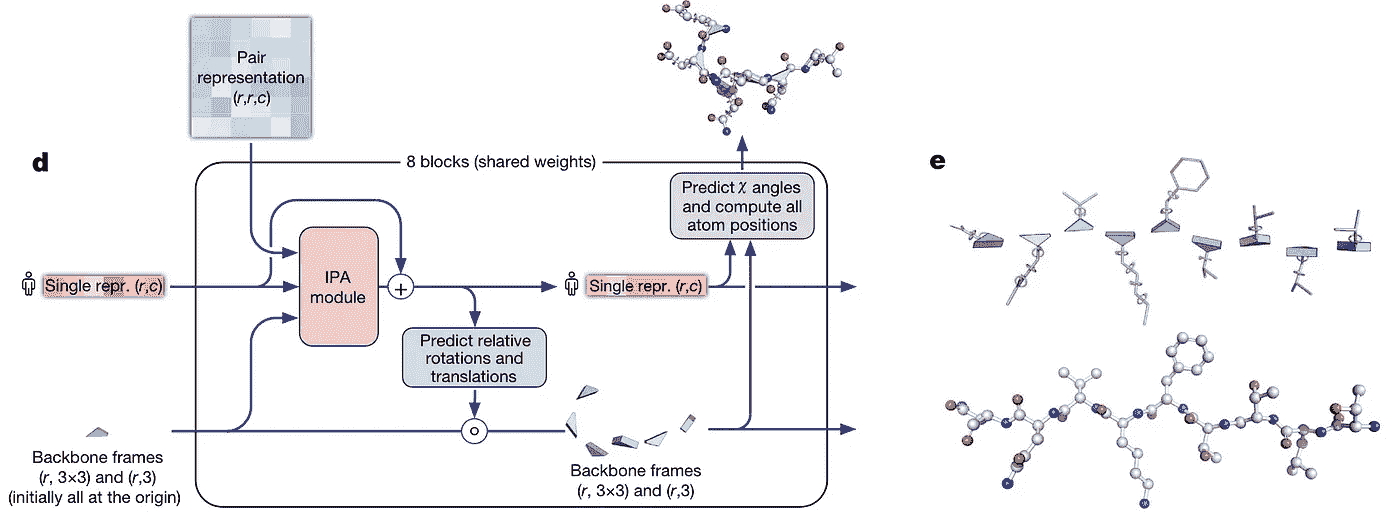 Pair
representation
(r,r,c)
d
8 blocks (shared weights)
e
Predict χ angles
and compute all
atom positions
Single repr. (r,c)
IPA
module
+
Single repr. (r,c)
Predict relative
rotations and
translations
Backbone frames
(r, 3×3) and (r,3)
(initially all at the origin)
Backbone frames
(r, 3×3) and (r,3)